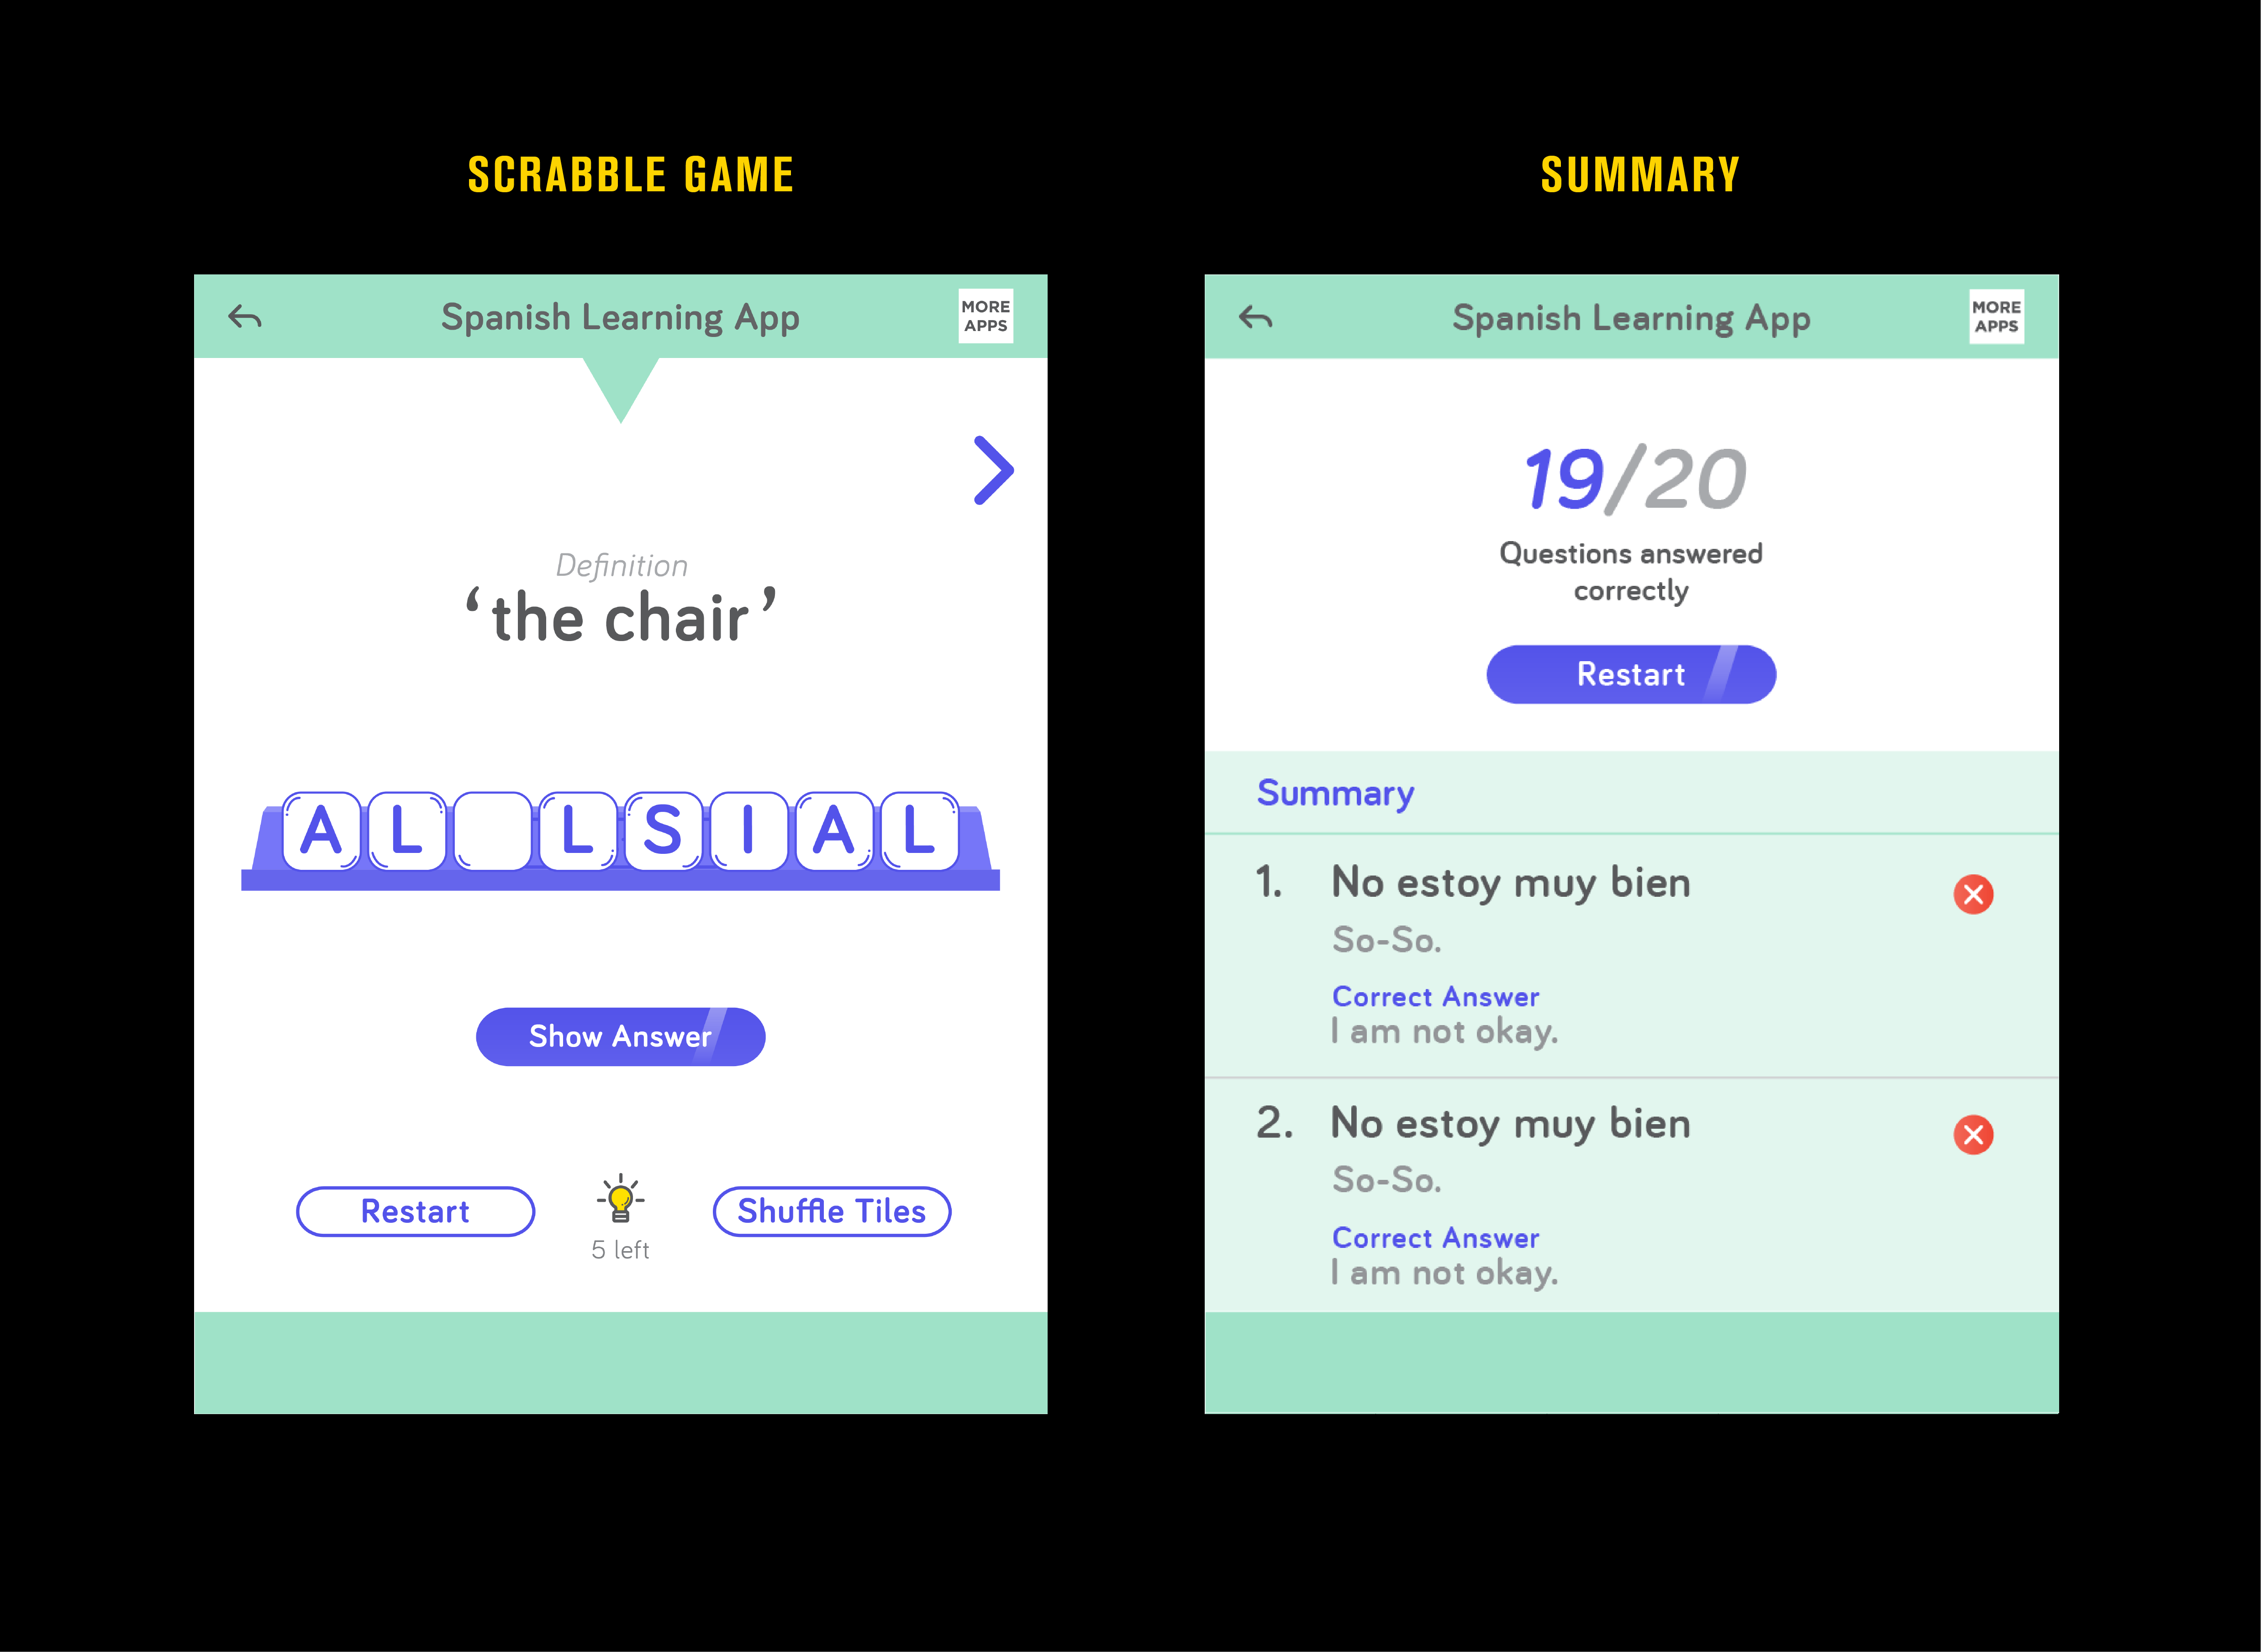 SCRABBLE GAME
SUMMARY
Spanish Learning App
MORE
APPS
Definition
‘the chair’
A L L S I A L
Show Answer
Restart
5 left
Shuffle Tiles
Spanish Learning App
MORE
APPS
19/20
Questions answered
correctly
Restart
Summary
1. No estoy muy bien
So-So.
Correct Answer
I am not okay.
2. No estoy muy bien
So-So.
Correct Answer
I am not okay.